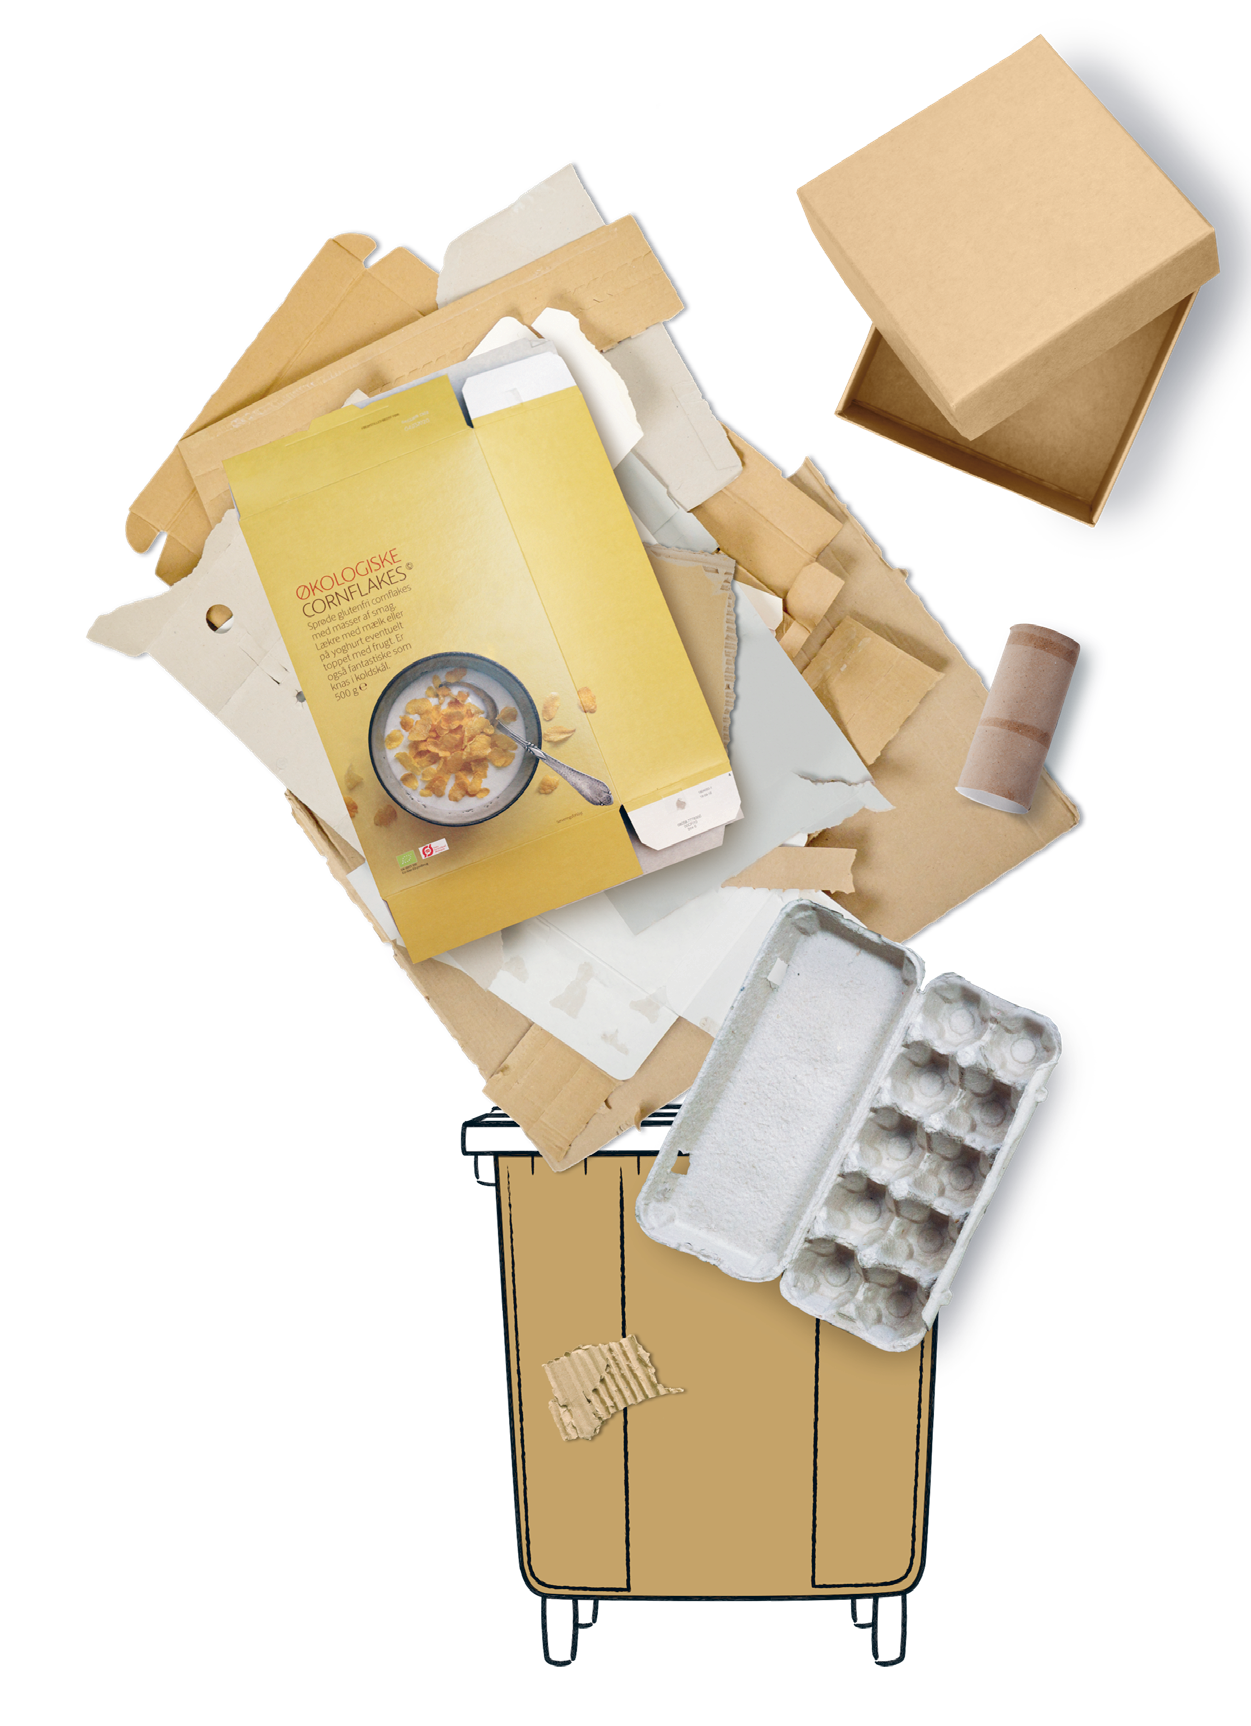 ØKOLOGISKE
CORNFLAKES
Sprøde glutenfri cornflakes
med masser af smag.
Lækre med mælk eller
på yoghurt eventuelt
toppet med frugt. Er
også fantastiske som
knas i koldskål.
500 g e